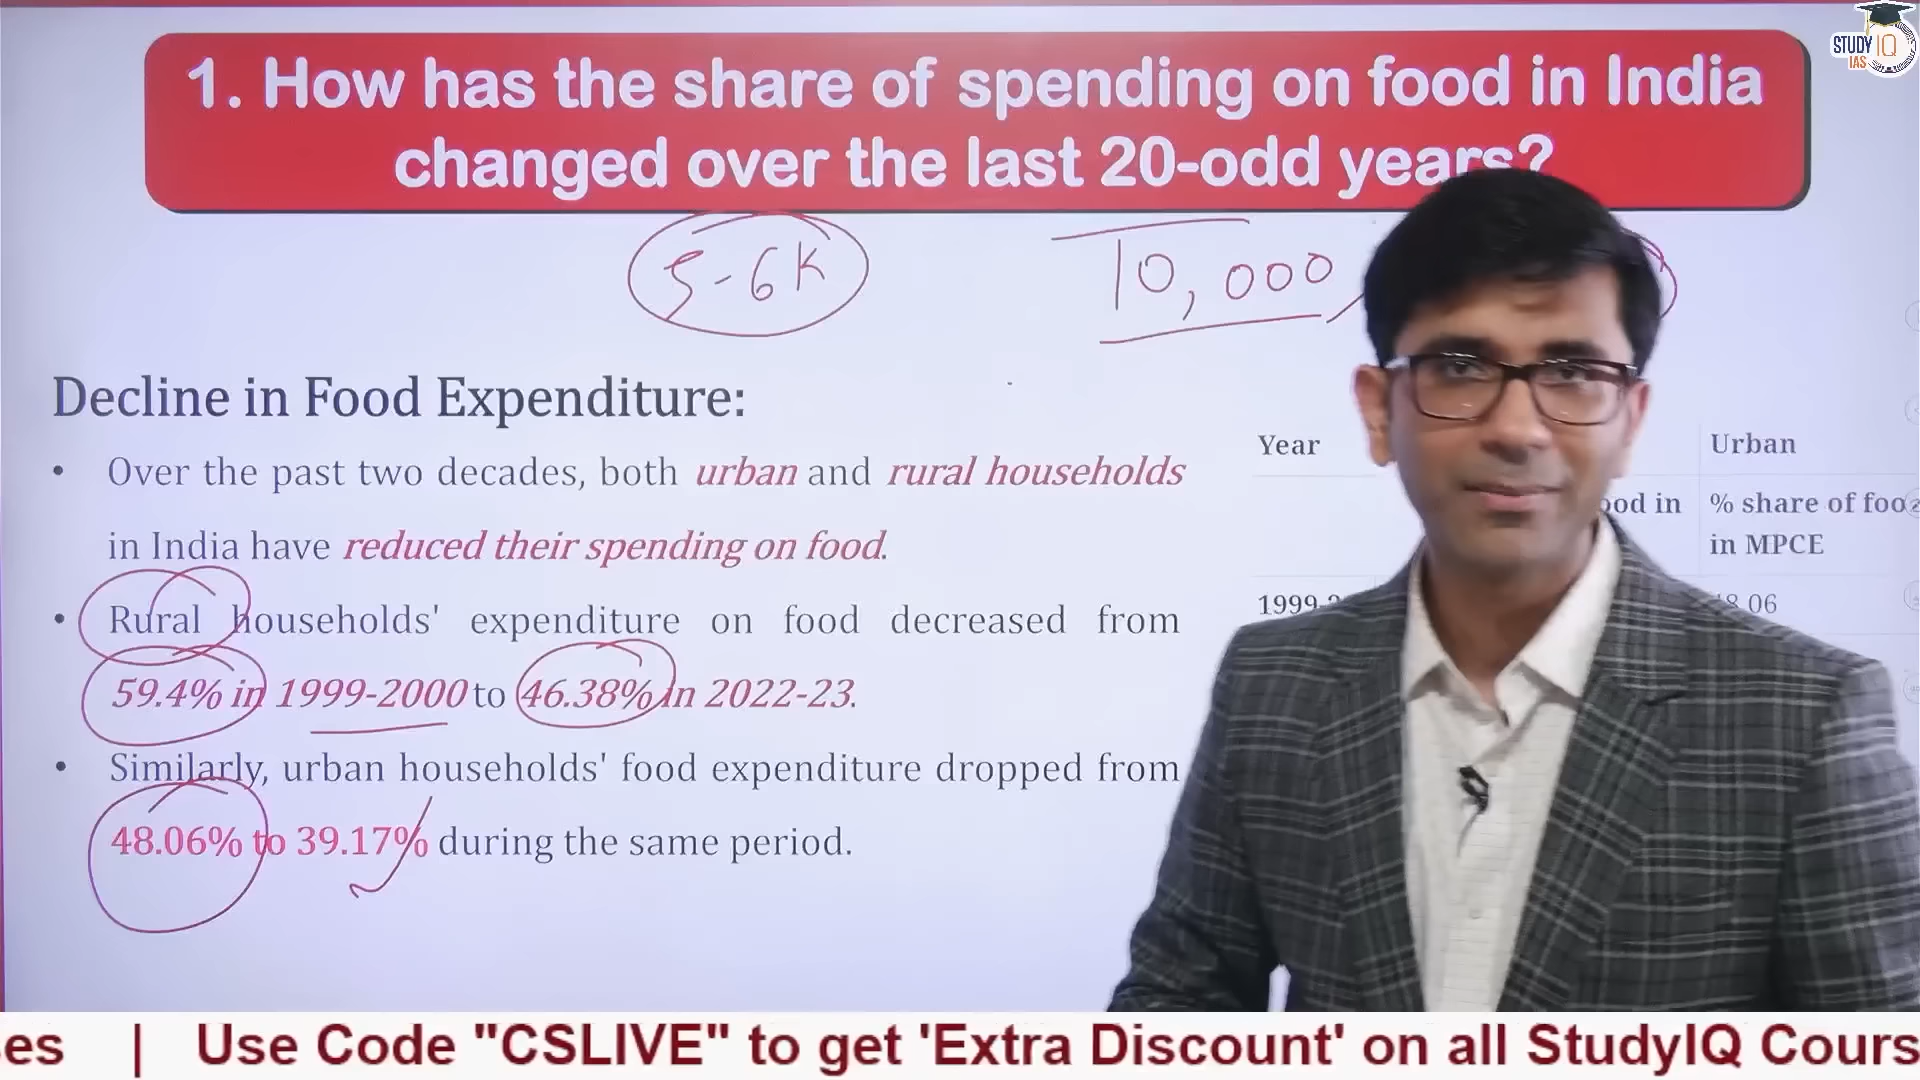 STUDY IQ
IAS
1. How has the share of spending on food in India
changed over the last 20-odd years?
5-6K
10,000
Decline in Food Expenditure:
• Over the past two decades, both urban and rural households
in India have reduced their spending on food.
• Rural households' expenditure on food decreased from
59.4% in 1999-2000 to 46.38% in 2022-23.
• Similarly, urban households' food expenditure dropped from
48.06% to 39.17% during the same period.
Year
Urban
in
% share of
in MPCE
| Use Code "CSLIVE" to get 'Extra Discount' on all StudyIQ